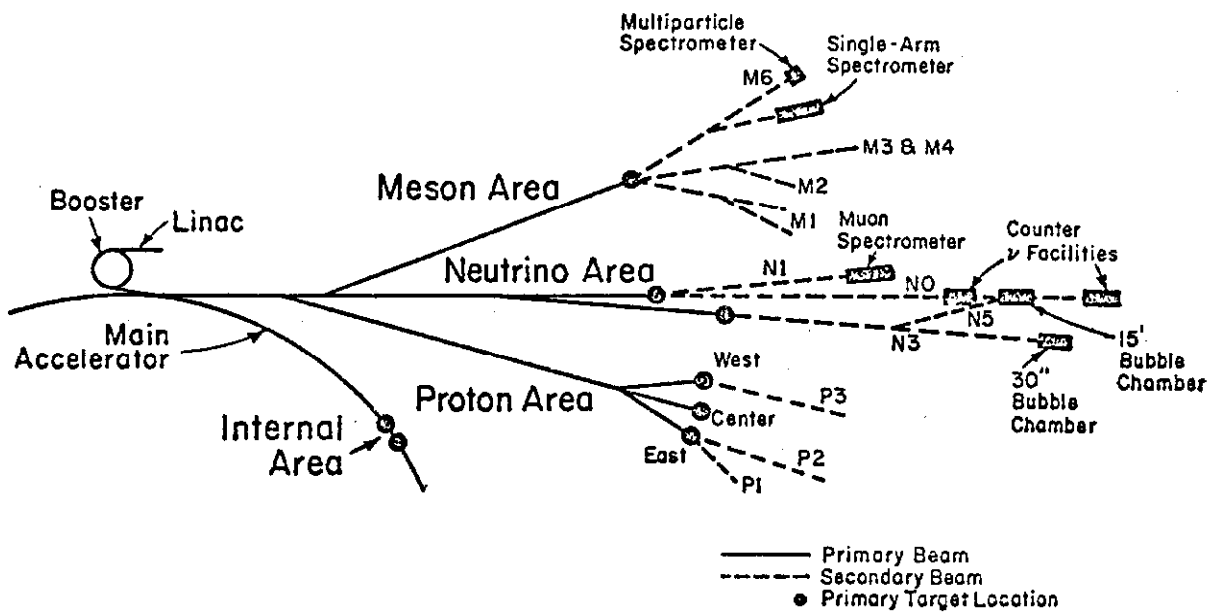 Multiparticle
Spectrometer
Single-Arm
Spectrometer
M6
M3 & M4
M2
M1
Meson Area
Booster
Linac
Muon
Spectrometer
Counter
ν Facilities
Neutrino Area
N1
N0
N5
N3
15'
Bubble
Chamber
30"
Bubble
Chamber
Main
Accelerator
West
P3
Proton Area
Center
Internal
Area
East
P2
P1
Primary Beam
Secondary Beam
Primary Target Location